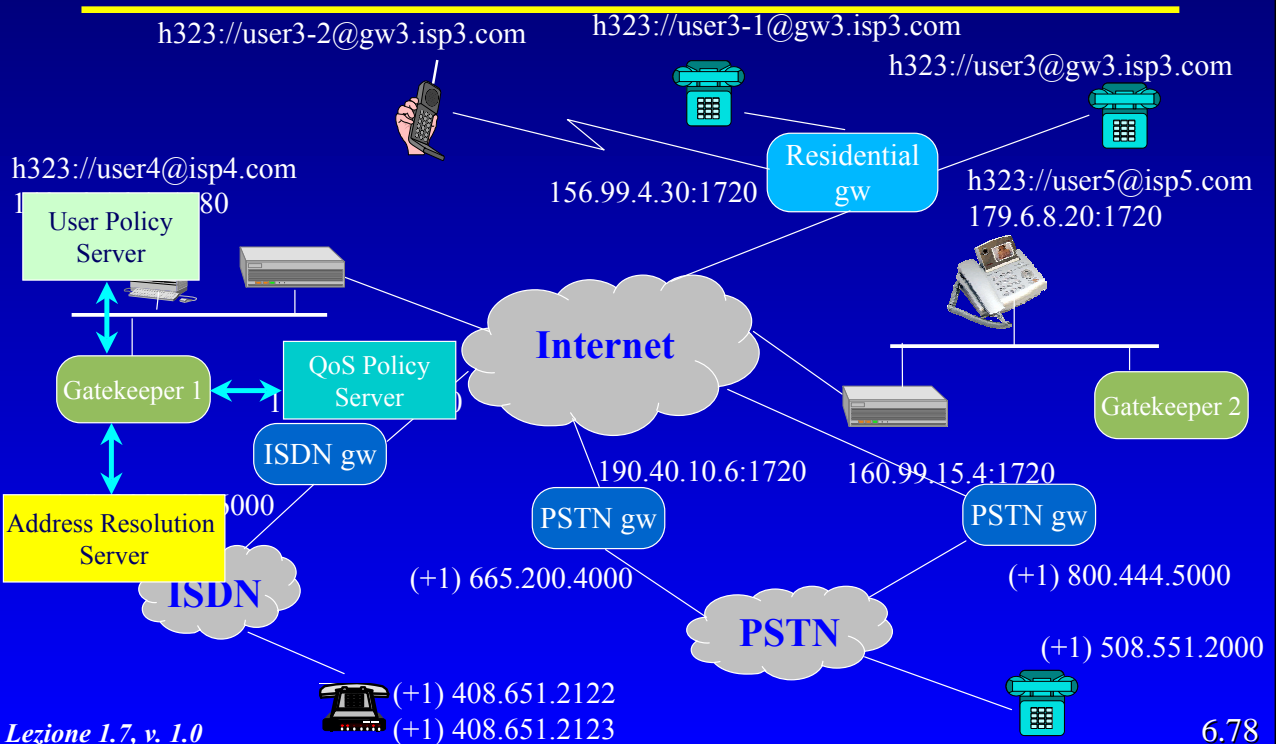 h323://user3-2@gw3.isp3.com
h323://user3-1@gw3.isp3.com
h323://user3@gw3.isp3.com
h323://user4@isp4.com
80
User Policy
Server
156.99.4.30:1720
Residential
gw
h323://user5@isp5.com
179.6.8.20:1720
Internet
Gatekeeper 1
QoS Policy
Server
Gatekeeper 2
ISDN gw
190.40.10.6:1720
160.99.15.4:1720
5000
Address Resolution
Server
PSTN gw
PSTN gw
ISDN
(+1) 665.200.4000
(+1) 800.444.5000
PSTN
(+1) 508.551.2000
(+1) 408.651.2122
(+1) 408.651.2123
Lezione 1.7, v. 1.0
6.78